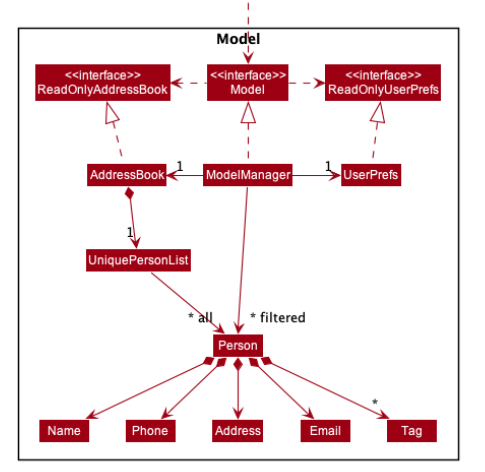 Model
<<interface>> <<interface>> <<interface>>
ReadOnlyAddressBook Model ReadOnlyUserPrefs
1 1
AddressBook ModelManager UserPrefs
1
UniquePersonList
* all * filtered
Person
*
Name Phone Address Email Tag